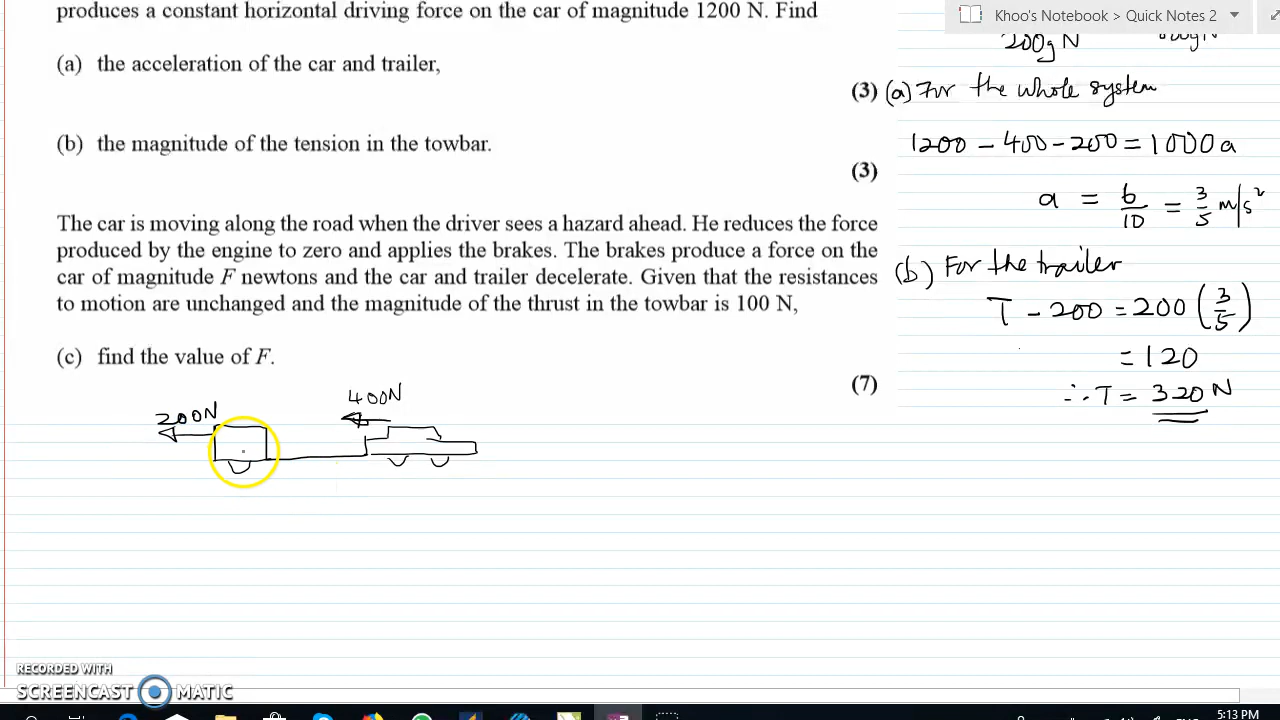 produces a constant horizontal driving force on the car of magnitude 1200 N. Find
(a) the acceleration of the car and trailer,
(3)
(b) the magnitude of the tension in the towbar.
(3)
The car is moving along the road when the driver sees a hazard ahead. He reduces the force
produced by the engine to zero and applies the brakes. The brakes produce a force on the
car of magnitude F newtons and the car and trailer decelerate. Given that the resistances
to motion are unchanged and the magnitude of the thrust in the towbar is 100 N,
(c) find the value of F.
(7)
200N
400N
Khoo's Notebook > Quick Notes 2
200g N
(a) For the whole system
1200 - 400 - 200 = 1000a
a = 6/10 = 3/5 m/s²
(b) For the trailer
T - 200 = 200 (3/5)
= 120
∴ T = 320 N
RECORDED WITH
SCREENCAST MATIC
5:13 PM